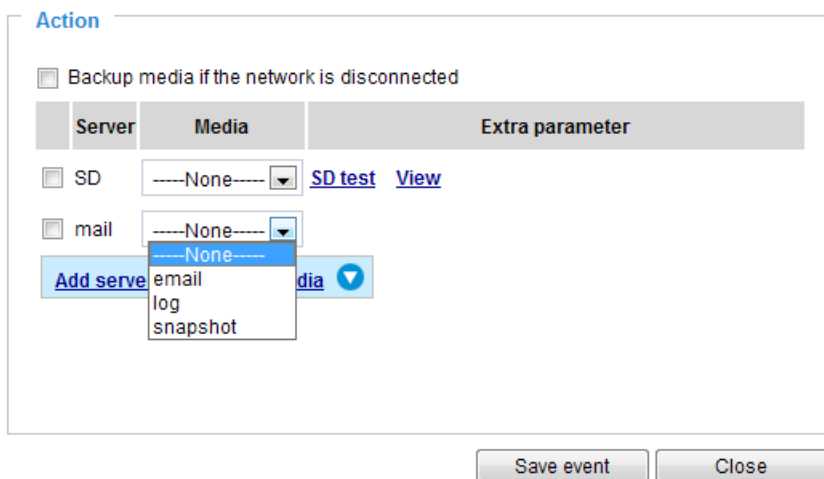 Action
Backup media if the network is disconnected
Server Media Extra parameter
SD -----None----- SD test View
mail -----None-----
-----None-----
Add serve dia
email
log
snapshot
Save event Close